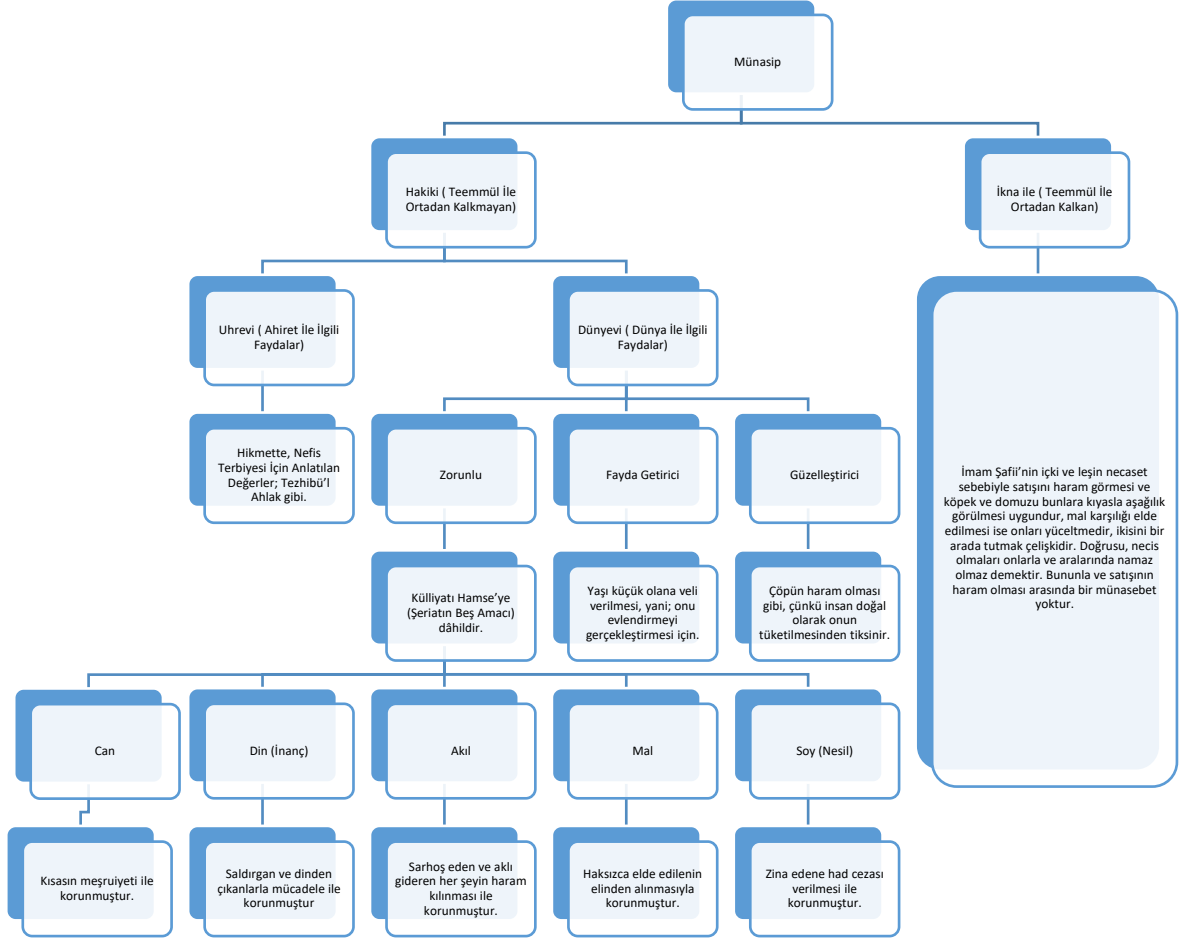 Münasip
Hakiki ( Teemmül İle
Ortadan Kalkmayan)
İkna ile ( Teemmül İle
Ortadan Kalkan)
Uhrevi ( Ahiret İle İlgili
Faydalar)
Dünyevi ( Dünya İle İlgili
Faydalar)
Hikmette, Nefis
Terbiyesi İçin Anlatılan
Değerler; Tezhibü’l
Ahlak gibi.
Zorunlu
Fayda Getirici
Güzelleştirici
İmam Şafii’nin içki ve leşin necaset
sebebiyle satışını haram görmesi ve
köpek ve domuzu bunlara kıyasla aşağılık
görülmesi uygundur, mal karşılığı elde
edilmesi ise onları yüceltmedir, ikisini bir
arada tutmak çelişkidir. Doğrusu, necis
olmaları onlarla ve aralarında namaz
olmaz demektir. Bununla ve satışının
haram olması arasında bir münasebet
yoktur.
Külliyatı Hamse’ye
(Şeriatın Beş Amacı)
dâhildir.
Yaşı küçük olana veli
verilmesi, yani; onu
evlendirmeyi
gerçekleştirmesi için.
Çöpün haram olması
gibi, çünkü insan doğal
olarak onun
tüketilmesinden tiksinir.
Can
Din (İnanç)
Akıl
Mal
Soy (Nesil)
Kısasın meşruiyeti ile
korunmuştur.
Saldırgan ve dinden
çıkanlarla mücadele ile
korunmuştur
Sarhoş eden ve aklı
gideren her şeyin haram
kılınması ile
korunmuştur.
Haksızca elde edilenin
elinden alınmasıyla
korunmuştur.
Zina edene had cezası
verilmesi ile
korunmuştur.